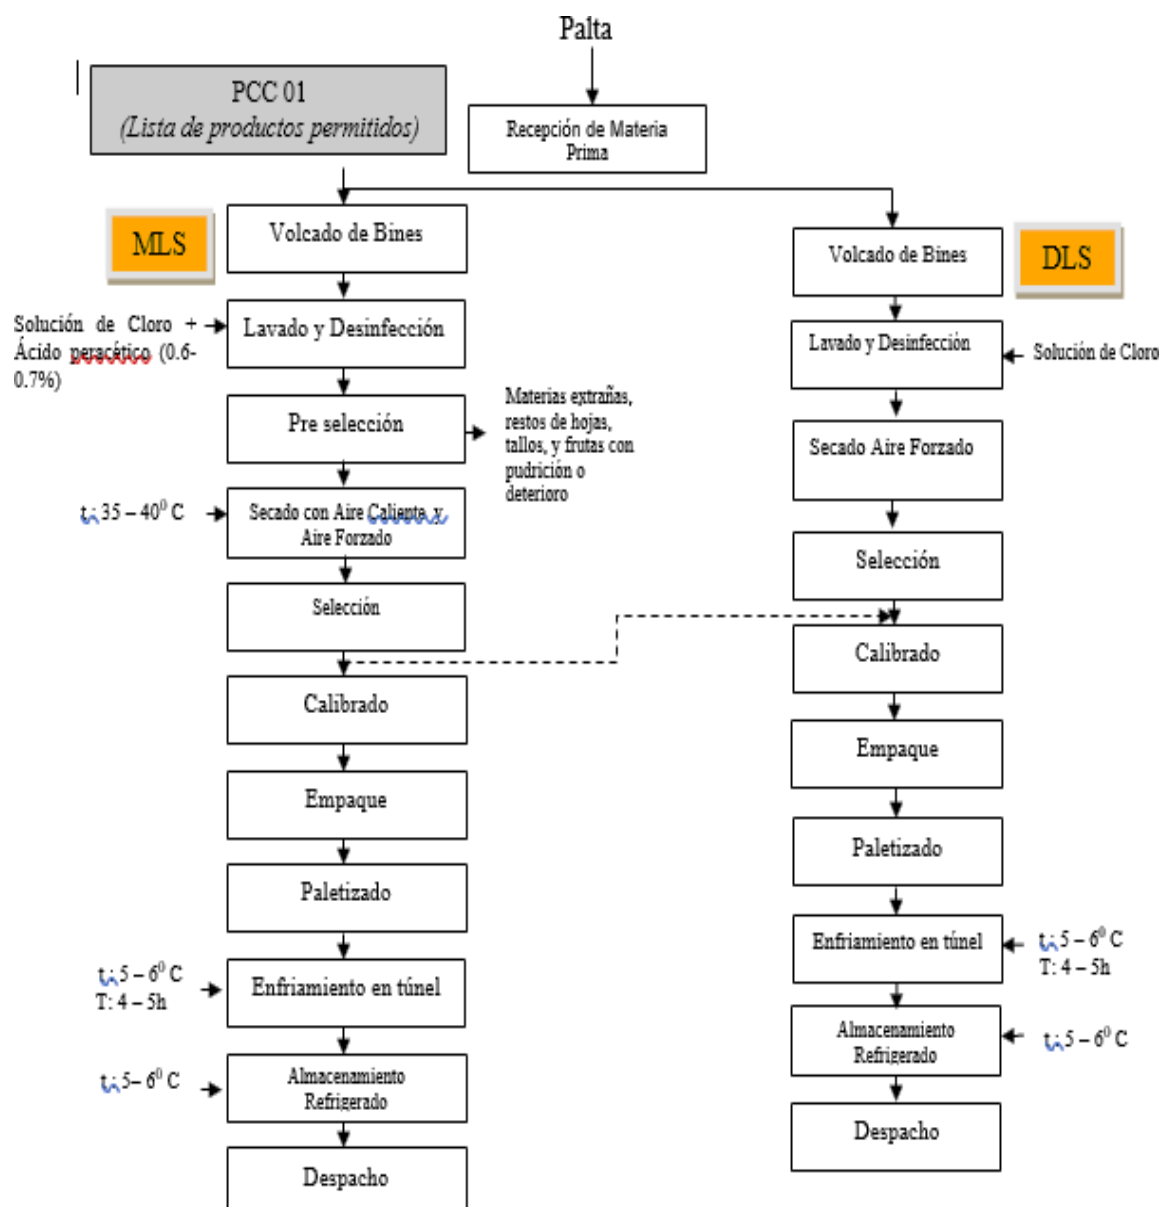 Palta
PCC 01
(Lista de productos permitidos)
Recepción de Materia
Prima
MLS
Volcado de Bines
Solución de Cloro +
Ácido peracético (0.6-
0.7%)
Lavado y Desinfección
Pre selección
Materias extrañas,
restos de hojas,
tallos, y frutas con
pudrición o
deterioro
t.: 35 – 40⁰ C
Secado con Aire Caliente y
Aire Forzado
Selección
Calibrado
Empaque
Paletizado
t.: 5 – 6⁰ C
T: 4 – 5h
Enfriamiento en túnel
t.: 5– 6⁰ C
Almacenamiento
Refrigerado
Despacho
DLS
Volcado de Bines
Lavado y Desinfección
Solución de Cloro
Secado Aire Forzado
Selección
Calibrado
Empaque
Paletizado
Enfriamiento en túnel
t.: 5 – 6⁰ C
T: 4 – 5h
Almacenamiento
Refrigerado
t.: 5 – 6⁰ C
Despacho